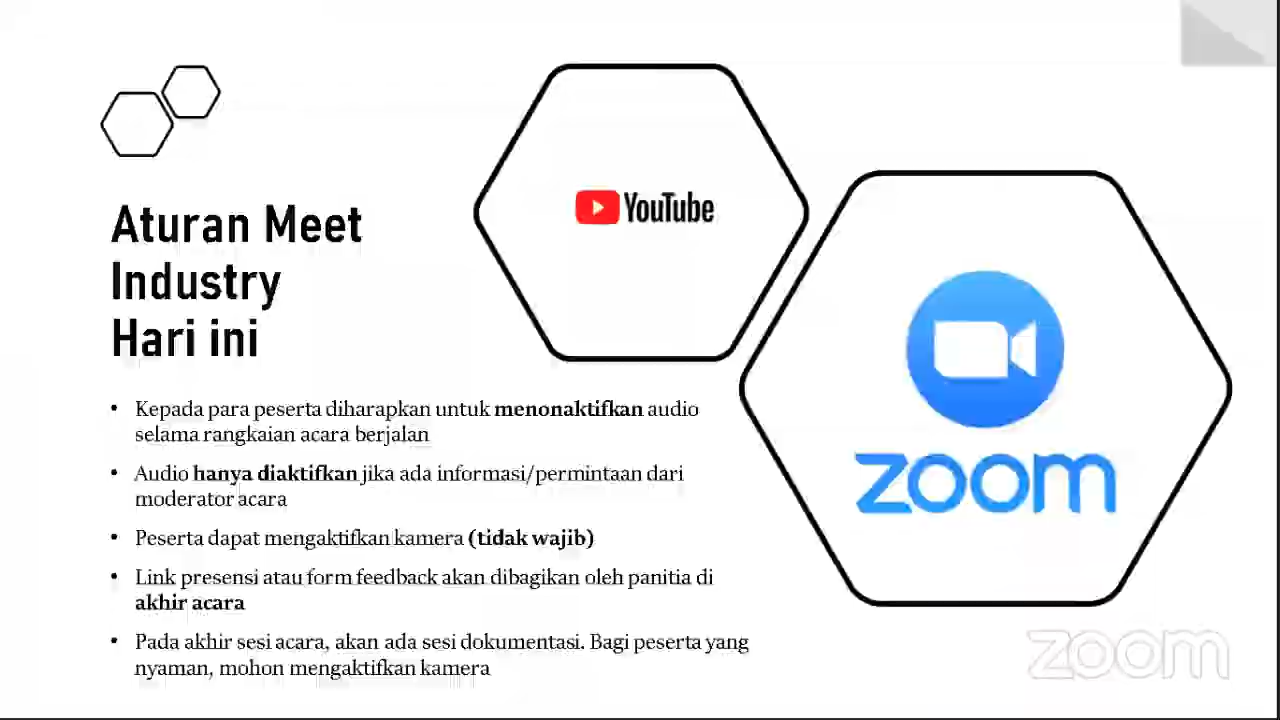 Aturan Meet
Industry
Hari ini
YouTube
zoom
• Kepada para peserta diharapkan untuk menonaktifkan audio
selama rangkaian acara berjalan
• Audio hanya diaktifkan jika ada informasi/permintaan dari
moderator acara
• Peserta dapat mengaktifkan kamera (tidak wajib)
• Link presensi atau form feedback akan dibagikan oleh panitia di
akhir acara
• Pada akhir sesi acara, akan ada sesi dokumentasi. Bagi peserta yang
nyaman, mohon mengaktifkan kamera
zoom